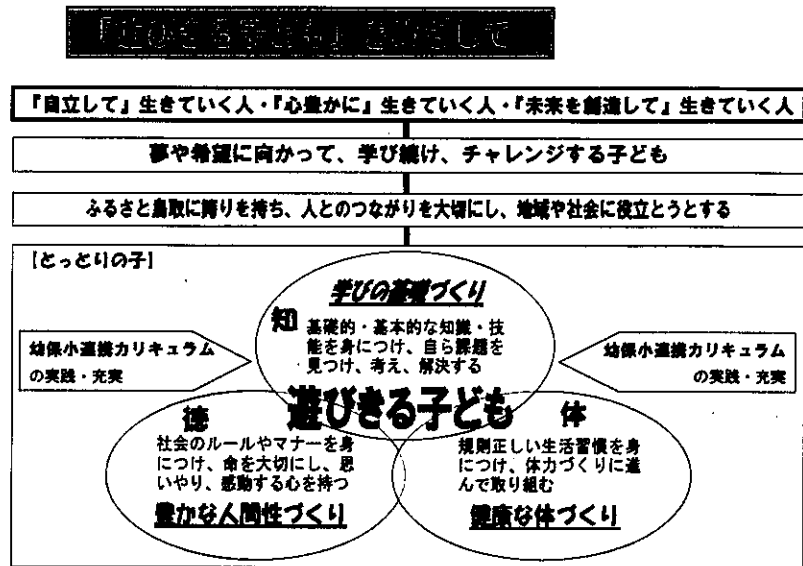 『遊びきる子ども』をめざして
『自立して』生きていく人・『心豊かに』生きていく人・『未来を創造して』生きていく人
夢や希望に向かって、学び続け、チャレンジする子ども
ふるさと鳥取に誇りを持ち、人とのつながりを大切にし、地域や社会に役立とうとする
【とっとりの子】
学びの基礎づくり
知
基礎的・基本的な知識・技
能を身につけ、自ら課題を
見つけ、考え、解決する
幼保小連携カリキュラム
の実践・充実
幼保小連携カリキュラム
の実践・充実
遊びきる子ども
徳
社会のルールやマナーを身
につけ、命を大切にし、思
いやり、感動する心を持つ
豊かな人間性づくり
体
規則正しい生活習慣を身
につけ、体力づくりに進
んで取り組む
健康な体づくり